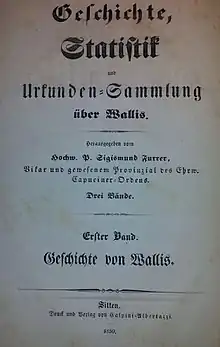 Geschichte,
Statistik
und
Urkunden-Sammlung
über Wallis.
Herausgegeben vom
Hochw. P. Sigismund Furrer,
Vikar und gewesenem Provinzial des Ehrw.
Capuciner-Ordens.
Drei Bände.
Erster Band.
Geschichte von Wallis.
Sitten,
Druck und Verlag von Calpini-Albertazzi.
1850.